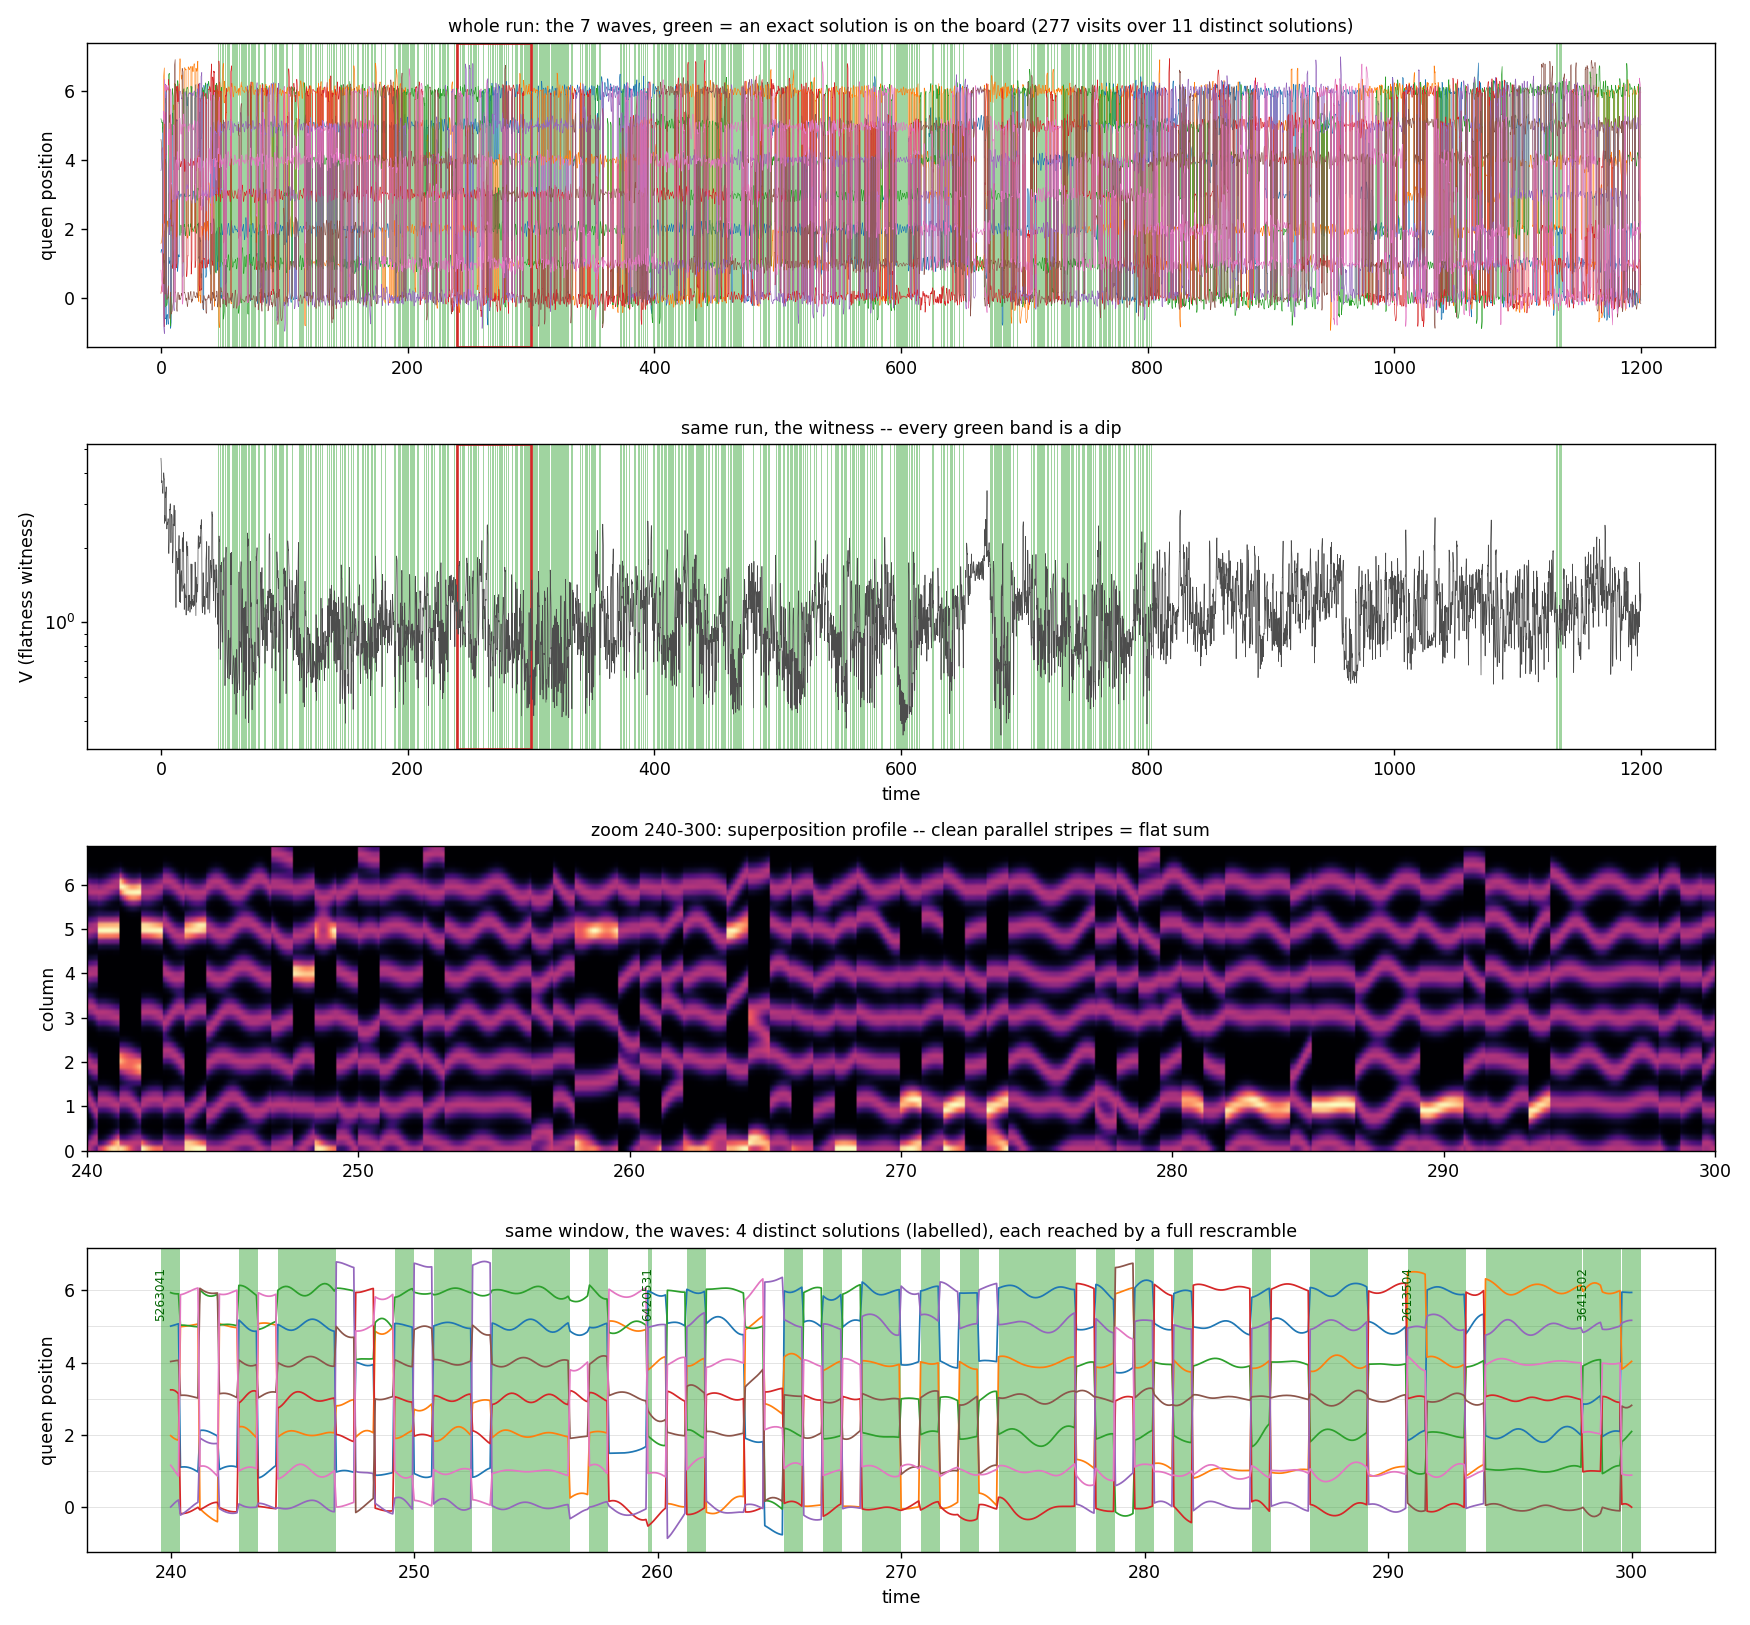 whole run: the 7 waves, green = an exact solution is on the board (277 visits over 11 distinct solutions)
queen position
6
4
2
0
0 200 400 600 800 1000 1200
same run, the witness -- every green band is a dip
V (flatness witness)
10⁰
0 200 400 600 800 1000 1200
time
zoom 240-300: superposition profile -- clean parallel stripes = flat sum
column
6
5
4
3
2
1
0
240 250 260 270 280 290 300
same window, the waves: 4 distinct solutions (labelled), each reached by a full rescramble
queen position
6
4
2
0
5263041
6420531
2613504
3641502
240 250 260 270 280 290 300
time